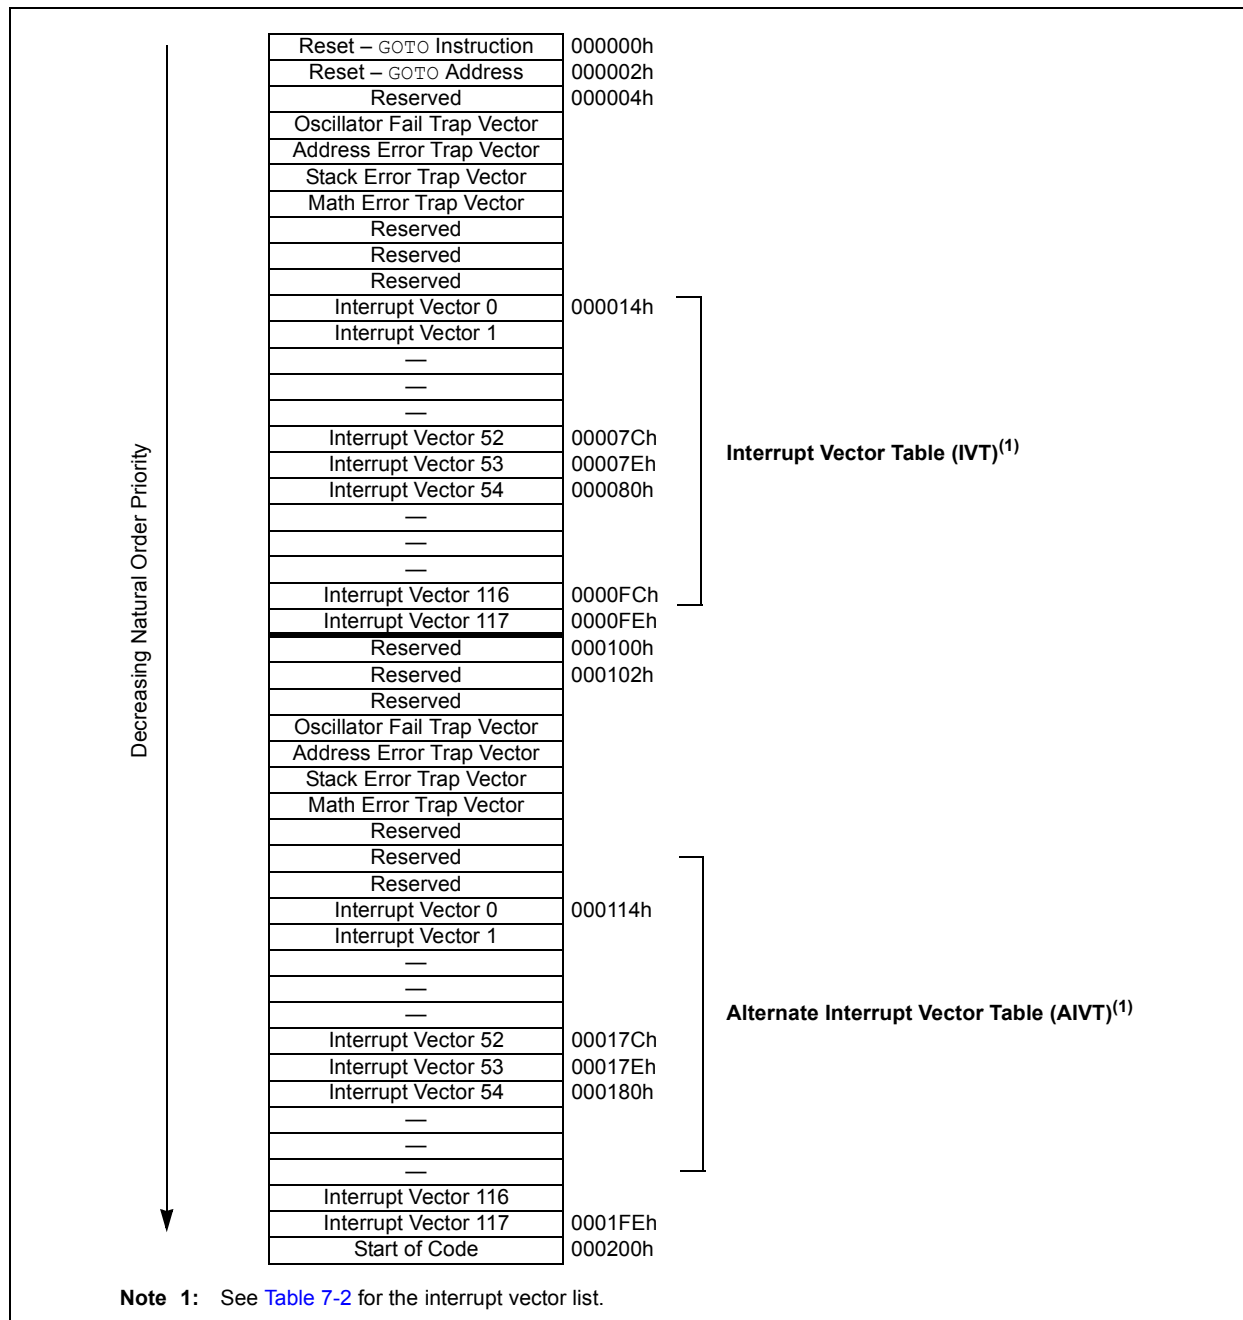 Reset – GOTO Instruction 000000h
Reset – GOTO Address 000002h
Reserved 000004h
Oscillator Fail Trap Vector
Address Error Trap Vector
Stack Error Trap Vector
Math Error Trap Vector
Reserved
Reserved
Reserved
Interrupt Vector 0 000014h
Interrupt Vector 1
—
—
—
Interrupt Vector 52 00007Ch
Interrupt Vector 53 00007Eh
Interrupt Vector 54 000080h
—
—
—
Interrupt Vector 116 0000FCh
Interrupt Vector 117 0000FEh
Interrupt Vector Table (IVT)(1)
Decreasing Natural Order Priority
Reserved 000100h
Reserved 000102h
Reserved
Oscillator Fail Trap Vector
Address Error Trap Vector
Stack Error Trap Vector
Math Error Trap Vector
Reserved
Reserved
Reserved
Interrupt Vector 0 000114h
Interrupt Vector 1
—
—
—
Interrupt Vector 52 00017Ch
Interrupt Vector 53 00017Eh
Interrupt Vector 54 000180h
—
—
—
Interrupt Vector 116
Interrupt Vector 117 0001FEh
Start of Code 000200h
Alternate Interrupt Vector Table (AIVT)(1)
Note 1: See Table 7-2 for the interrupt vector list.